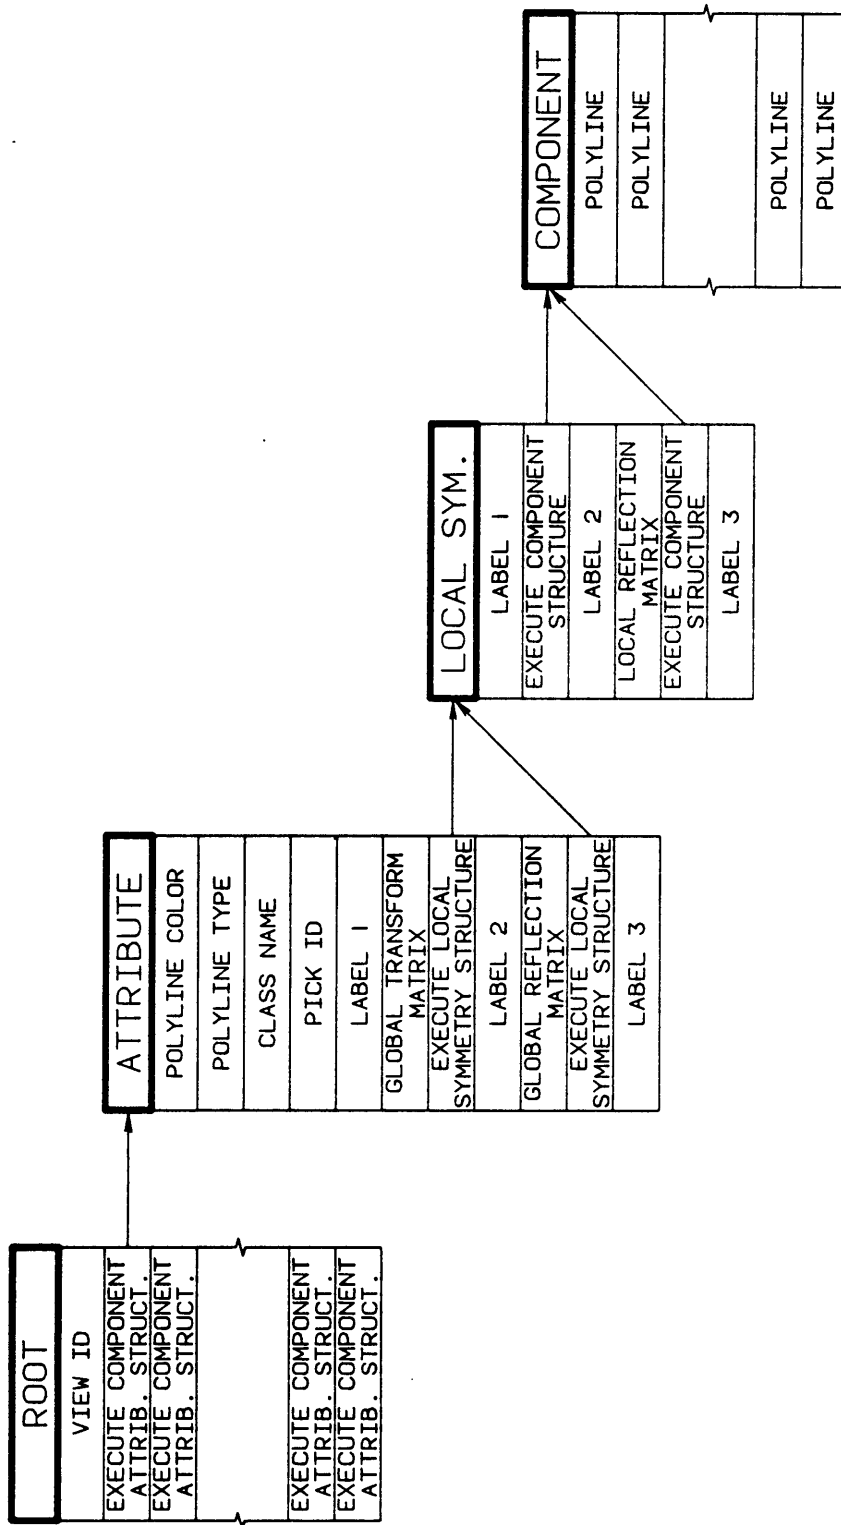 ROOT
VIEW ID
EXECUTE COMPONENT
ATTRIB. STRUCT.
EXECUTE COMPONENT
ATTRIB. STRUCT.
EXECUTE COMPONENT
ATTRIB. STRUCT.
EXECUTE COMPONENT
ATTRIB. STRUCT.
ATTRIBUTE
POLYLINE COLOR
POLYLINE TYPE
CLASS NAME
PICK ID
LABEL 1
GLOBAL TRANSFORM
MATRIX
EXECUTE LOCAL
SYMMETRY STRUCTURE
LABEL 2
GLOBAL REFLECTION
MATRIX
EXECUTE LOCAL
SYMMETRY STRUCTURE
LABEL 3
LOCAL SYM.
LABEL 1
EXECUTE COMPONENT
STRUCTURE
LABEL 2
LOCAL REFLECTION
MATRIX
EXECUTE COMPONENT
STRUCTURE
LABEL 3
COMPONENT
POLYLINE
POLYLINE
POLYLINE
POLYLINE